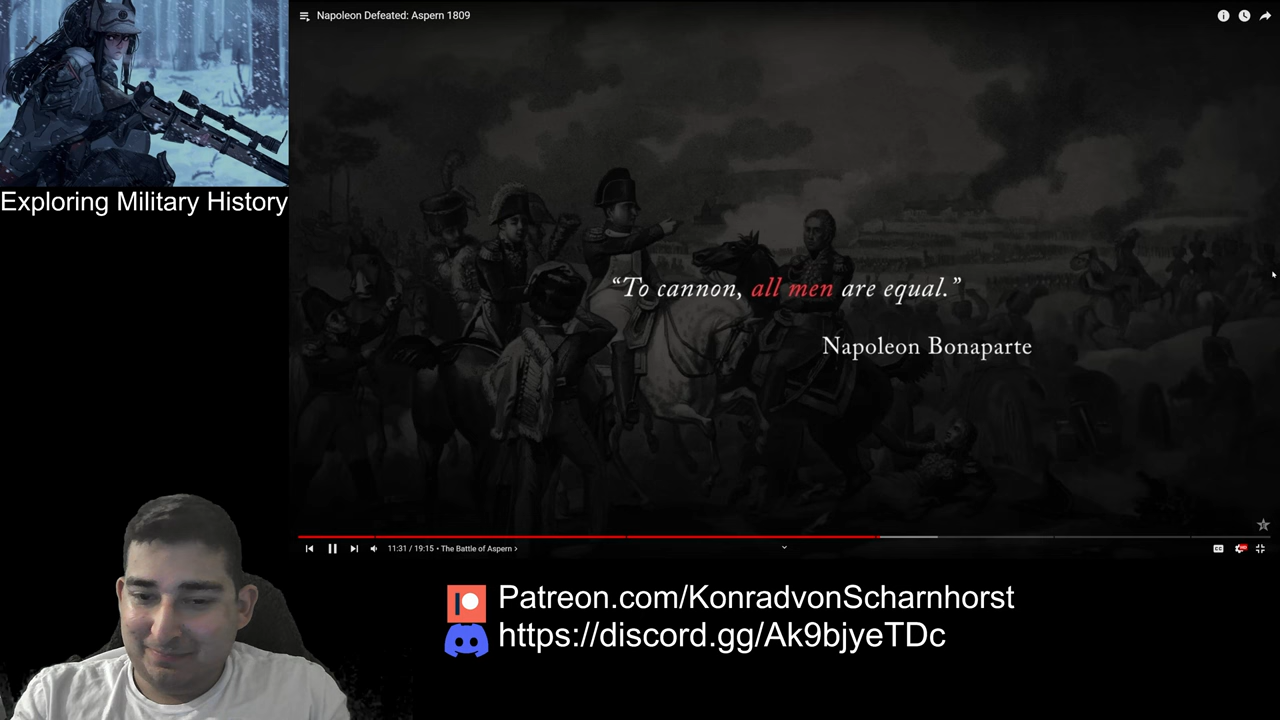 Napoleon Defeated: Aspern 1809
Exploring Military History
“To cannon, all men are equal.”
Napoleon Bonaparte
11:31 / 19:15 • The Battle of Aspern ›
CC
Patreon.com/KonradvonScharnhorst
https://discord.gg/Ak9bjyeTDc